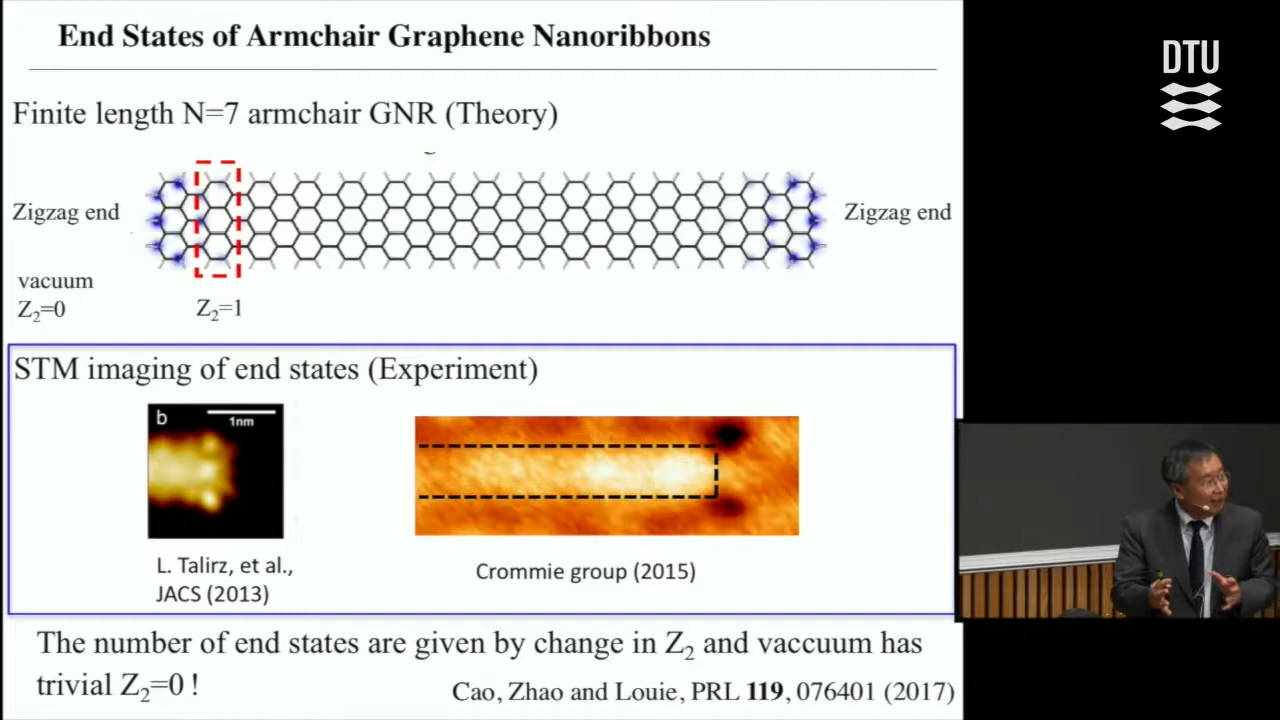 End States of Armchair Graphene Nanoribbons
DTU
Finite length N=7 armchair GNR (Theory)
Zigzag end
Zigzag end
vacuum
Z₂=0
Z₂=1
STM imaging of end states (Experiment)
b
1nm
L. Talirz, et al.,
JACS (2013)
Crommie group (2015)
The number of end states are given by change in Z₂ and vaccuum has
trivial Z₂=0 !
Cao, Zhao and Louie, PRL 119, 076401 (2017)